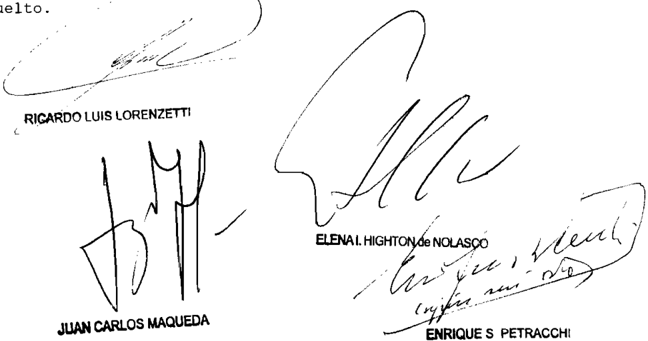 uelto.
RICARDO LUIS LORENZETTI
ELENA I. HIGHTON de NOLASCO
JUAN CARLOS MAQUEDA
ENRIQUE S PETRACCHI